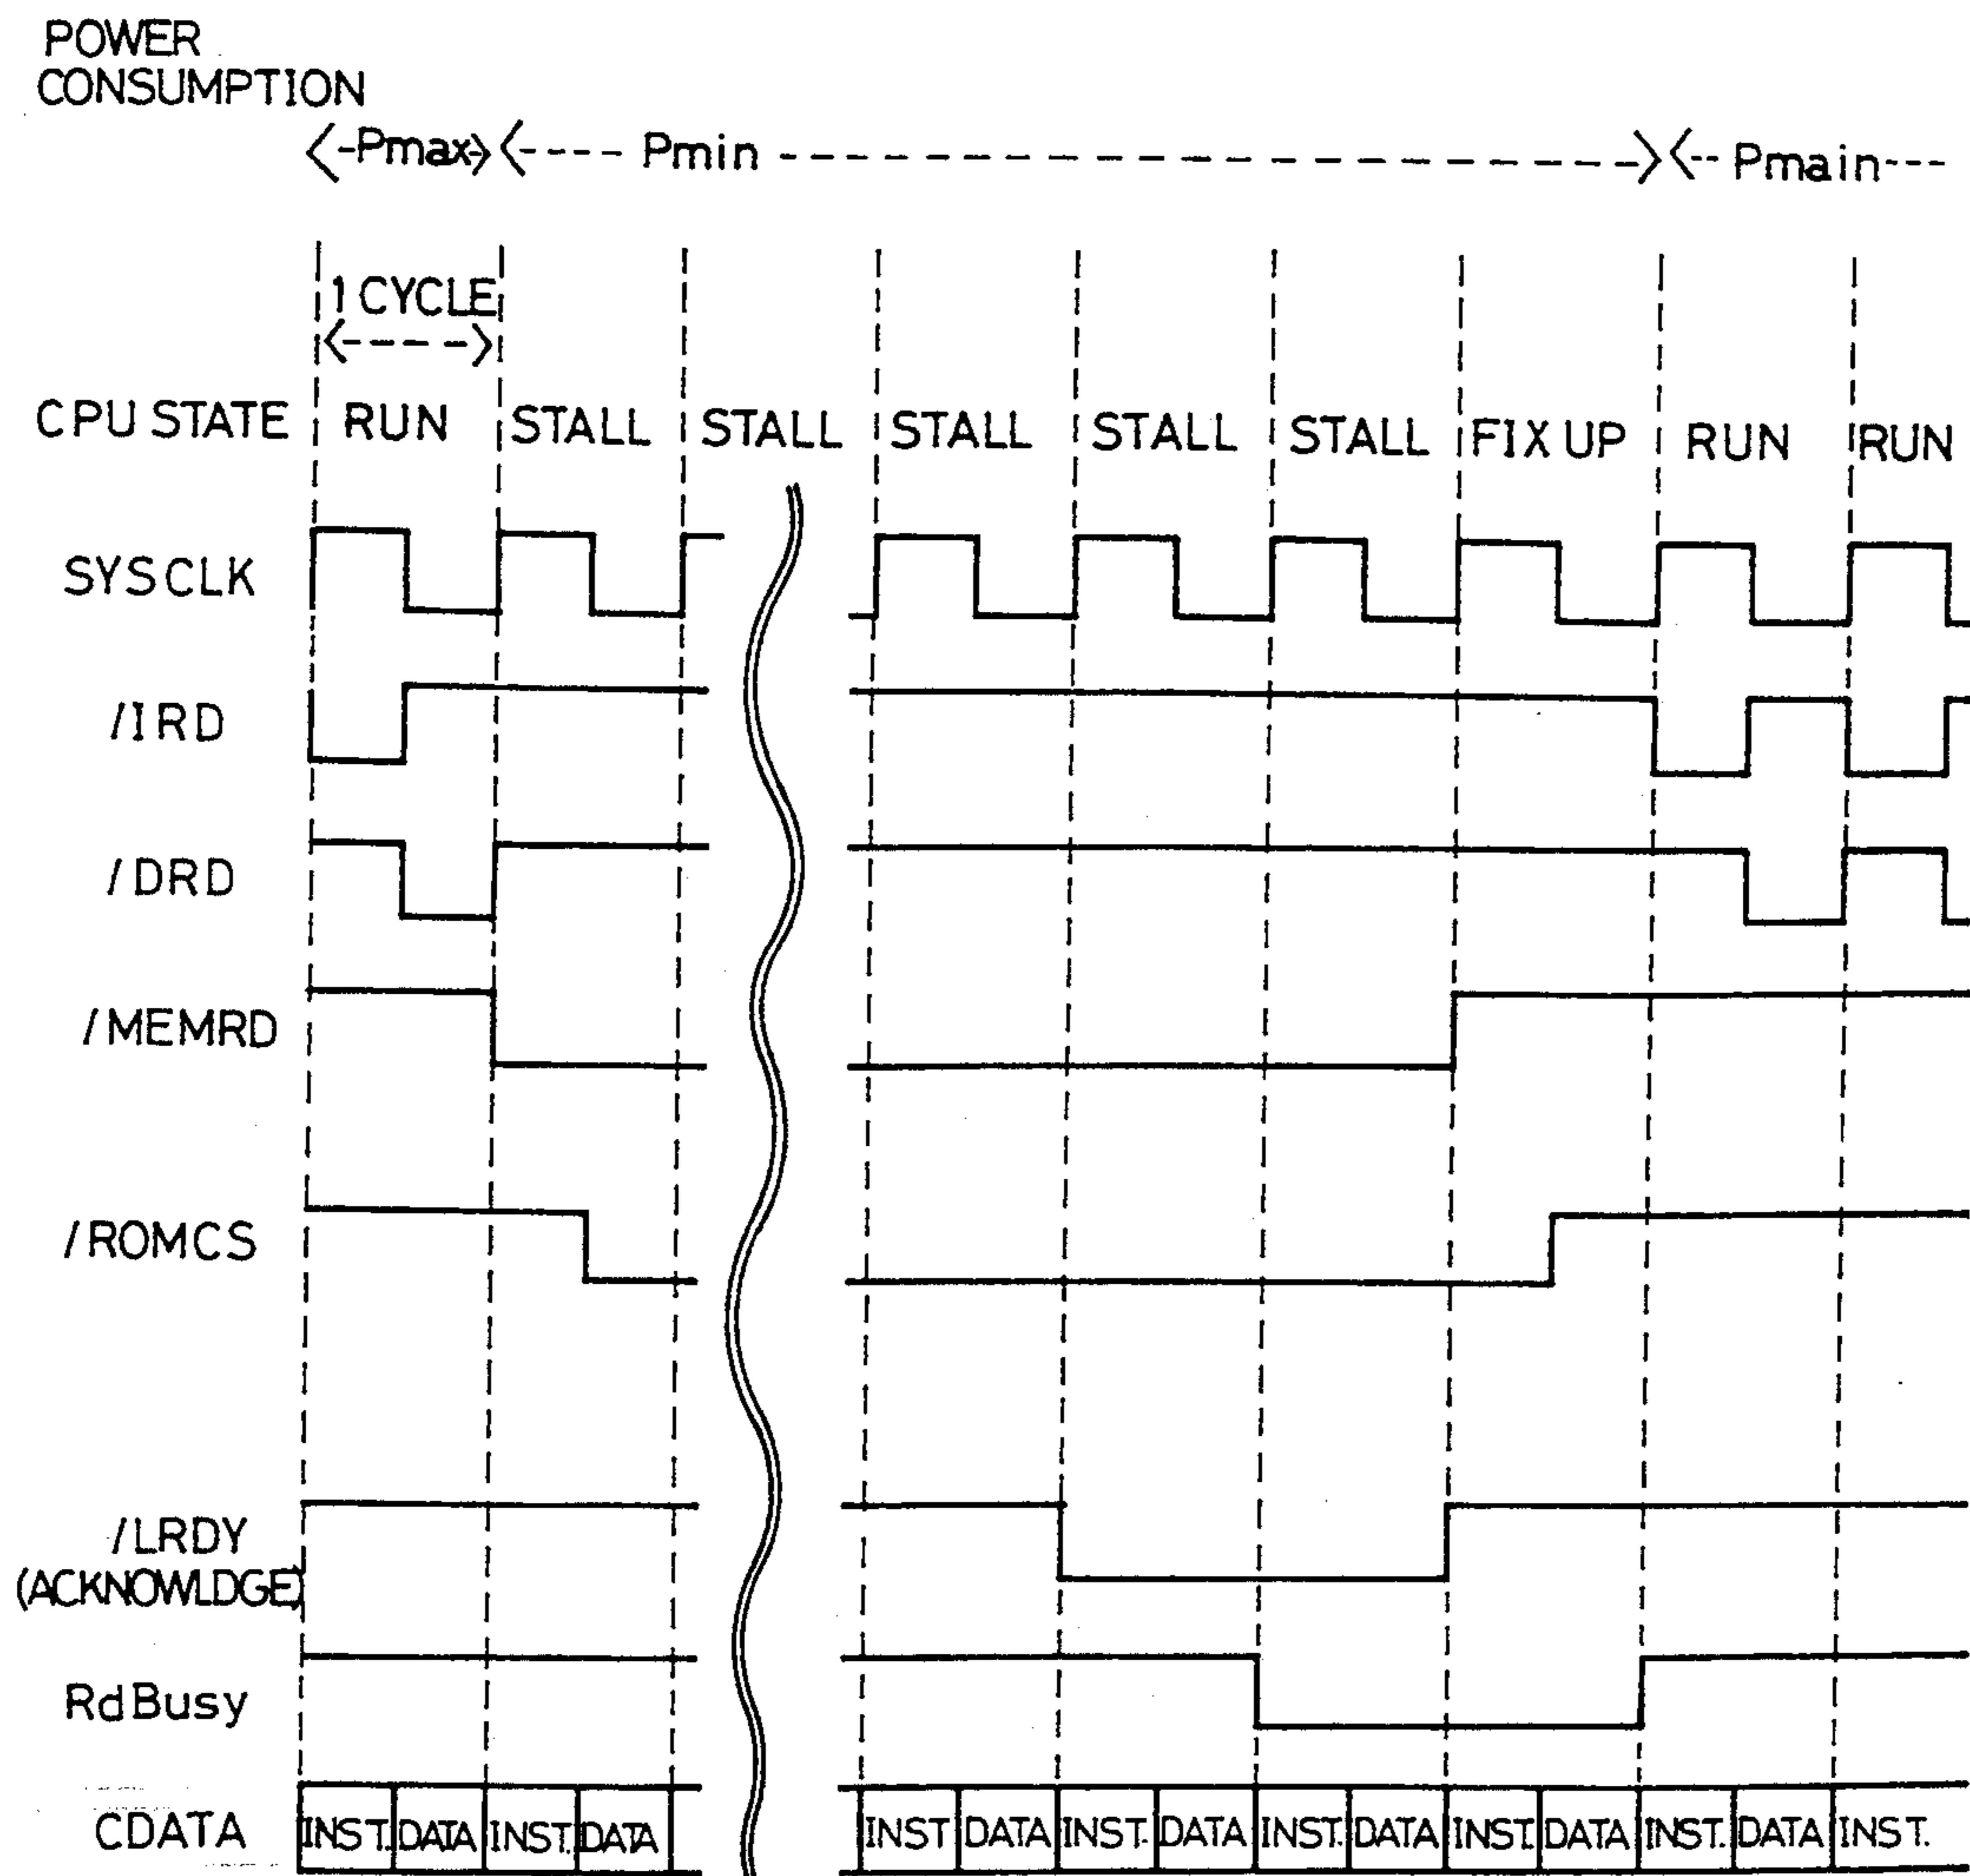 POWER
CONSUMPTION
<-Pmax-> <---- Pmin ----------------------> <-- Pmain---
1 CYCLE
<----->
CPU STATE RUN STALL STALL STALL STALL STALL FIX UP RUN RUN
SYSCLK
/IRD
/DRD
/MEMRD
/ROMCS
/LRDY
(ACKNOWLDGE)
RdBusy
CDATA INST. DATA INST. DATA INST DATA INST. DATA INST. DATA INST. DATA INST. DATA INST.